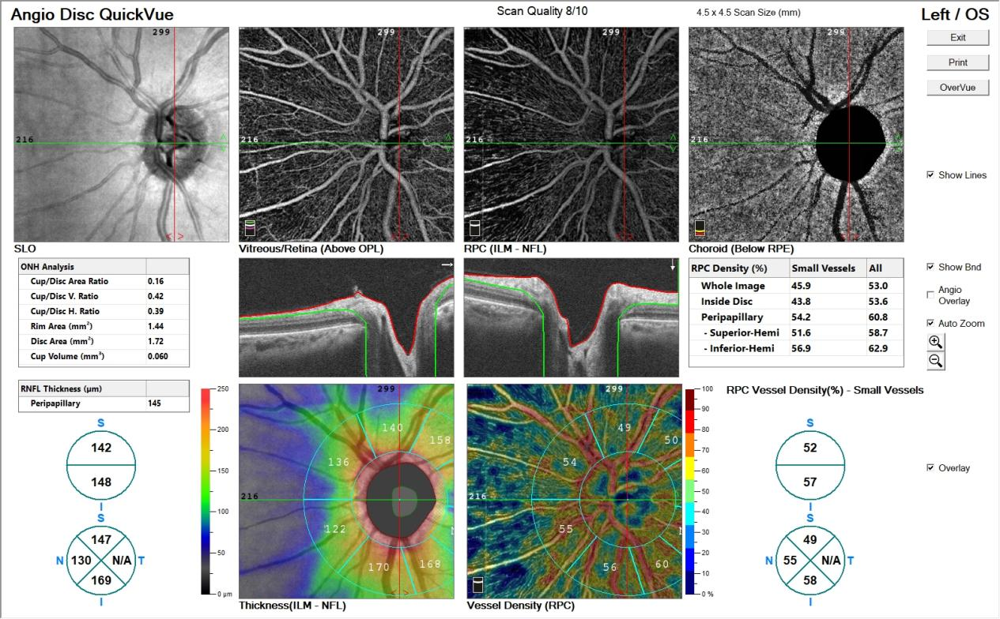 Angio Disc QuickVue
Scan Quality 8/10
4.5 x 4.5 Scan Size (mm)
Left / OS
299
216
299
216
299
216
299
Exit
Print
OverVue
Show Lines
SLO
Vitreous/Retina (Above OPL)
RPC (ILM - NFL)
Choroid (Below RPE)
ONH Analysis
Cup/Disc Area Ratio 0.16
Cup/Disc V. Ratio 0.42
Cup/Disc H. Ratio 0.39
Rim Area (mm²) 1.44
Disc Area (mm²) 1.72
Cup Volume (mm³) 0.060
RPC Density (%) Small Vessels All
Whole Image 45.9 53.0
Inside Disc 43.8 53.6
Peripapillary 54.2 60.8
- Superior-Hemi 51.6 58.7
- Inferior-Hemi 56.9 62.9
Show Bnd
Angio
Overlay
Auto Zoom
RNFL Thickness (µm)
Peripapillary 145
S
142
148
I
S
147
N 130 N/A T
169
I
250
200
150
100
50
0 µm
299
216
140
158
136
122
170
168
N
Thickness(ILM - NFL)
299
216
49
50
54
55
56
60
N
Vessel Density (RPC)
100
90
80
70
60
50
40
30
20
10
0 %
RPC Vessel Density(%) - Small Vessels
S
52
57
I
S
49
N 55 N/A T
58
I
Overlay